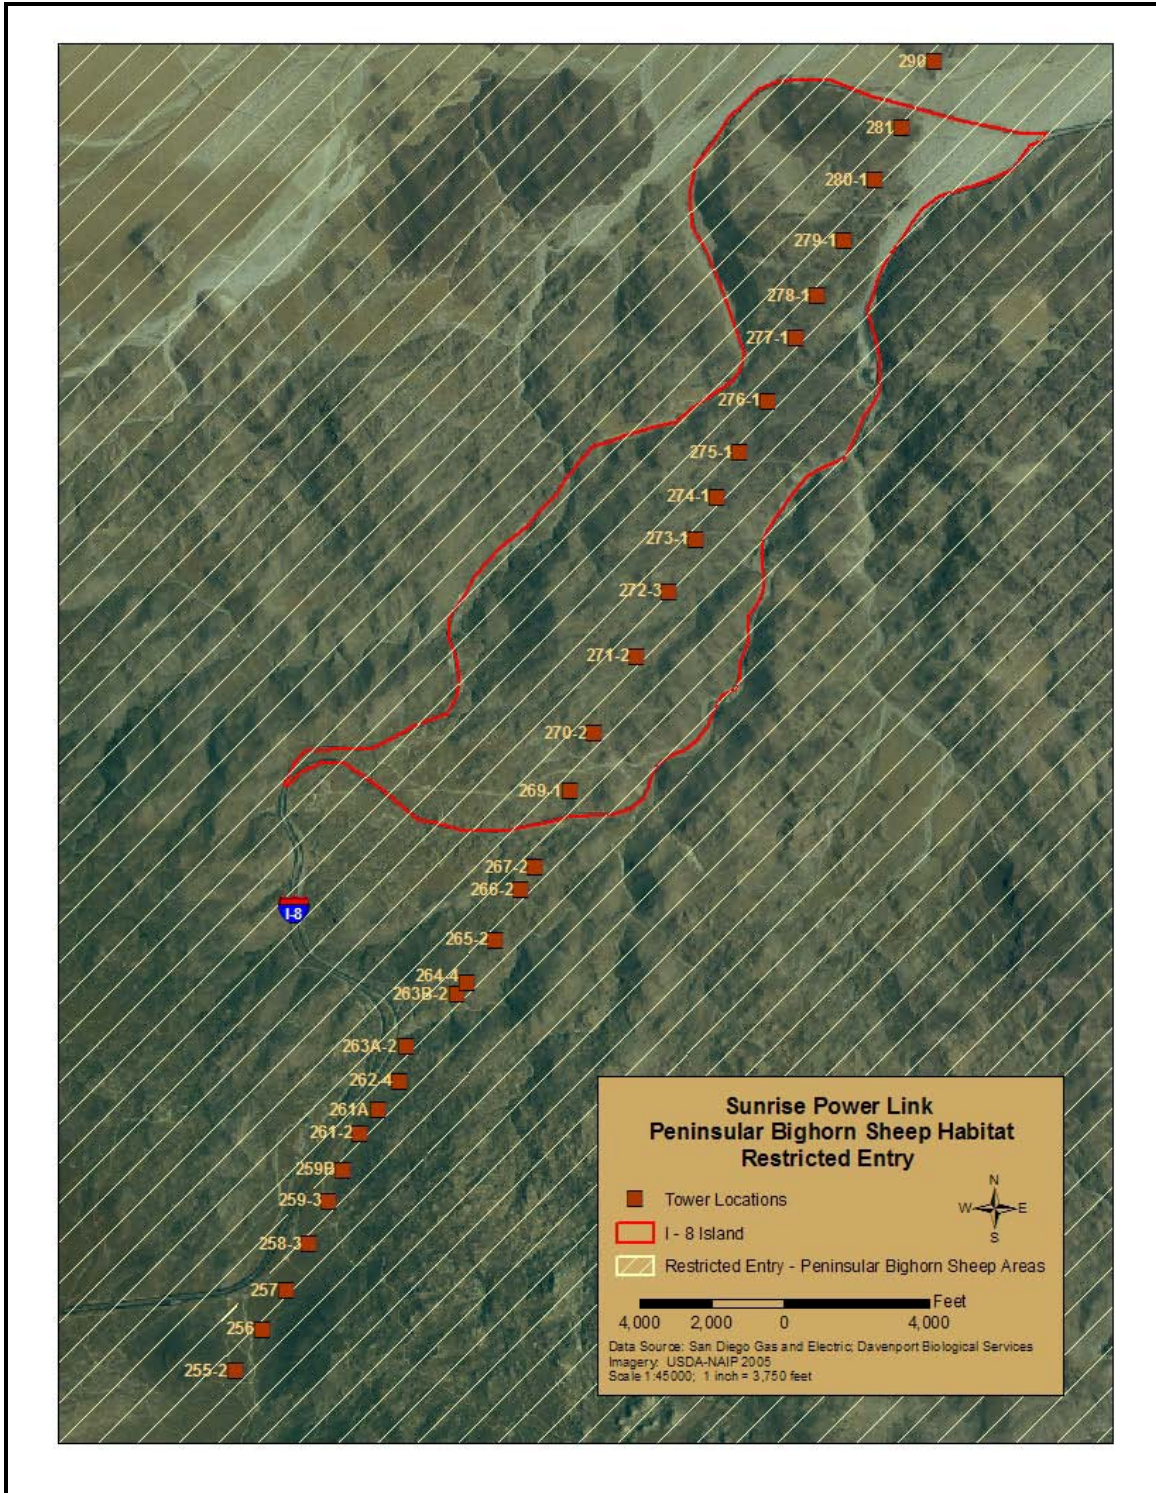 290
281
280-1
279-1
278-1
277-1
276-1
275-1
274-1
273-1
272-3
271-2
270-2
269-1
267-2
266-2
I-8
265-2
264-4
263B-2
263A-2
262-4
261A
261-2
259B
259-3
258-3
257
256
255-2
Sunrise Power Link
Peninsular Bighorn Sheep Habitat
Restricted Entry
N
W E
S
Tower Locations
I - 8 Island
Restricted Entry - Peninsular Bighorn Sheep Areas
Feet
4,000 2,000 0 4,000
Data Source: San Diego Gas and Electric; Davenport Biological Services
Imagery: USDA-NAIP 2005
Scale 1:45000; 1 inch = 3,750 feet